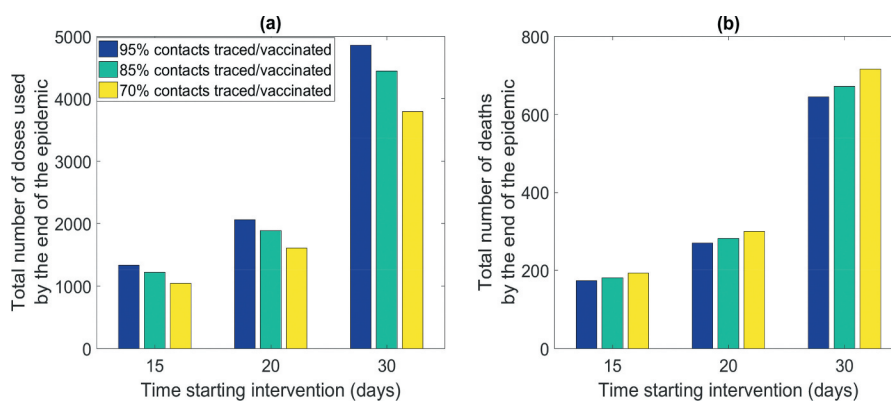 (a)
Total number of doses used
by the end of the epidemic
5000
4000
3000
2000
1000
0
95% contacts traced/vaccinated
85% contacts traced/vaccinated
70% contacts traced/vaccinated
15
20
30
Time starting intervention (days)
(b)
Total number of deaths
by the end of the epidemic
800
600
400
200
0
15
20
30
Time starting intervention (days)